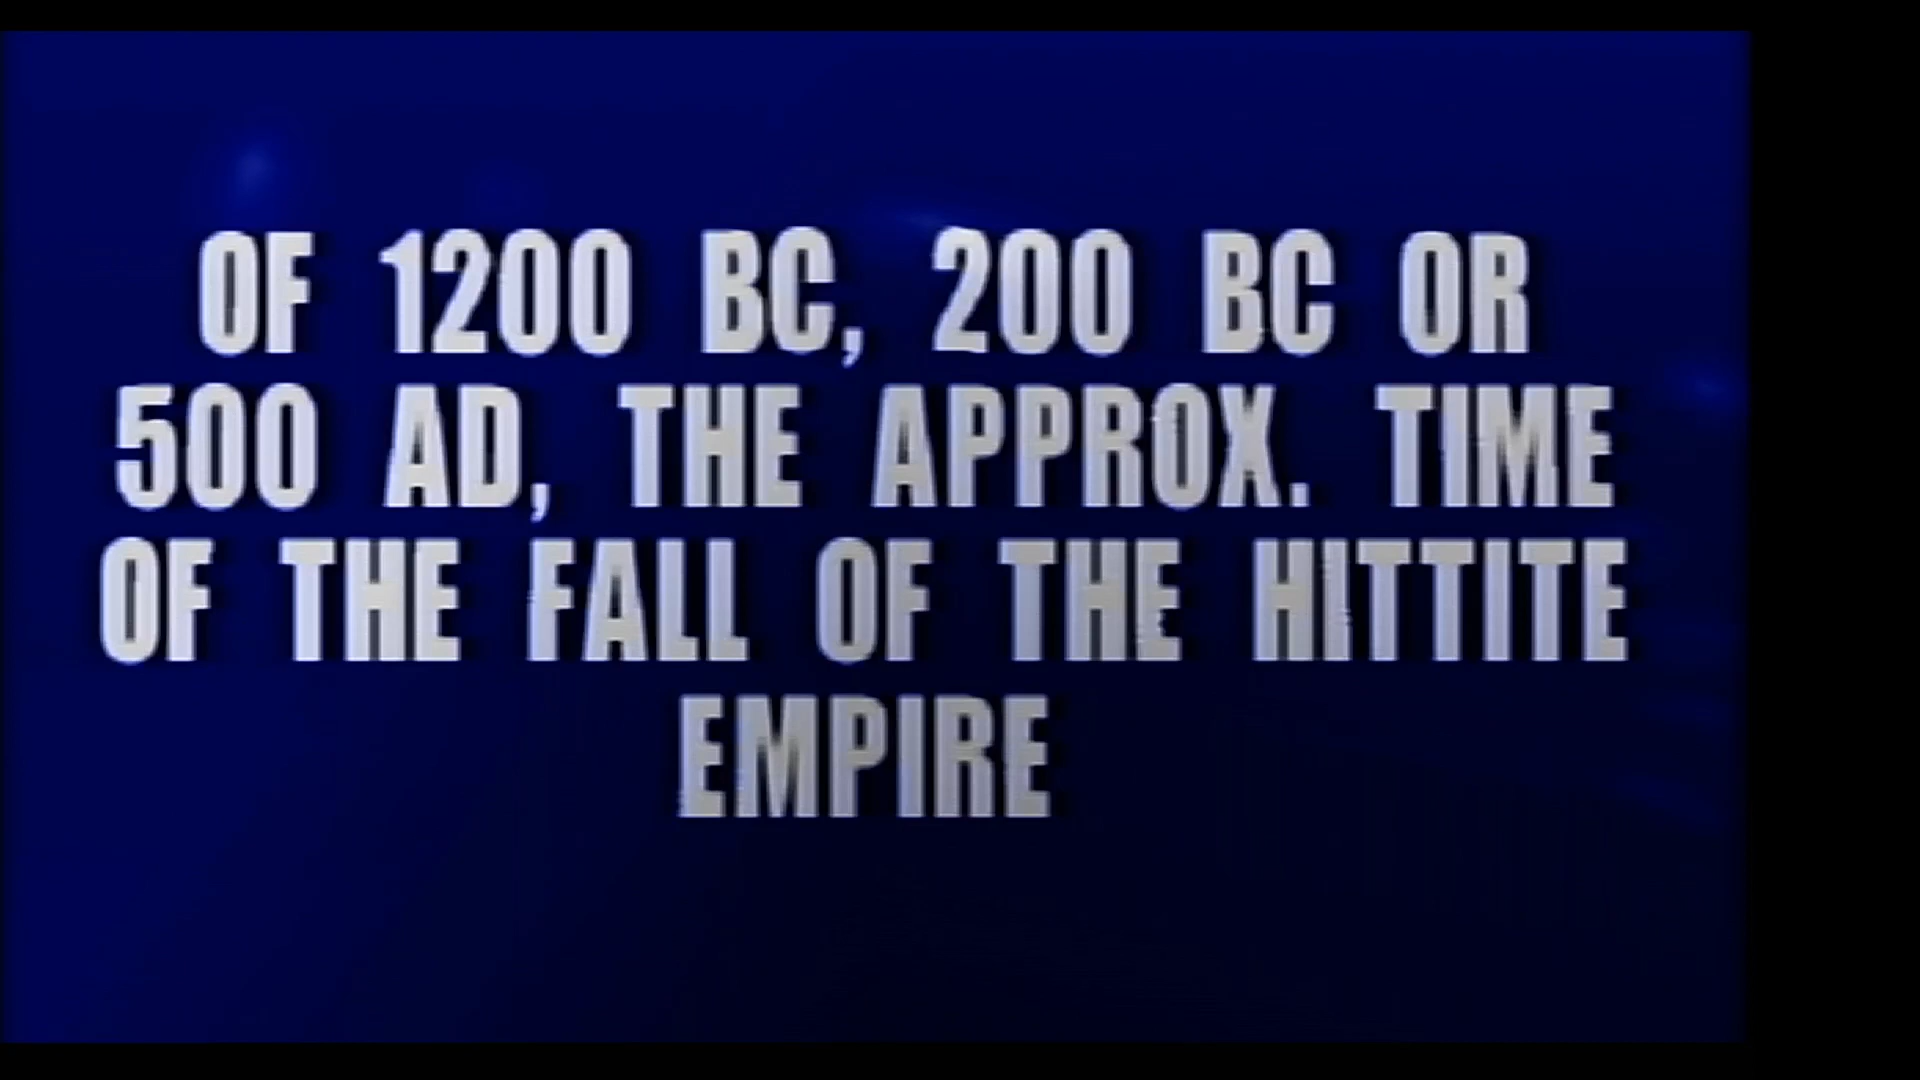 OF 1200 BC, 200 BC OR
500 AD, THE APPROX. TIME
OF THE FALL OF THE HITTITE
EMPIRE